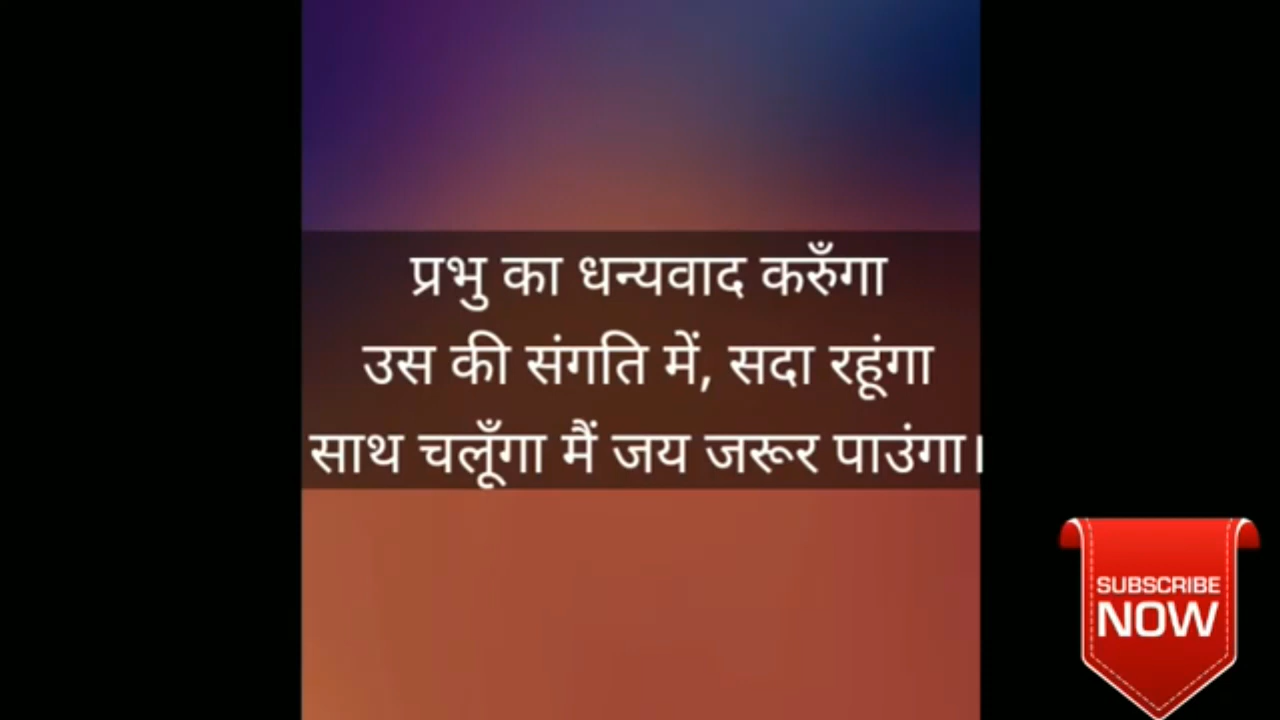 प्रभु का धन्यवाद करुँगा
उस की संगति में, सदा रहूंगा
साथ चलूँगा मैं जय जरूर पाउंगा।
SUBSCRIBE
NOW